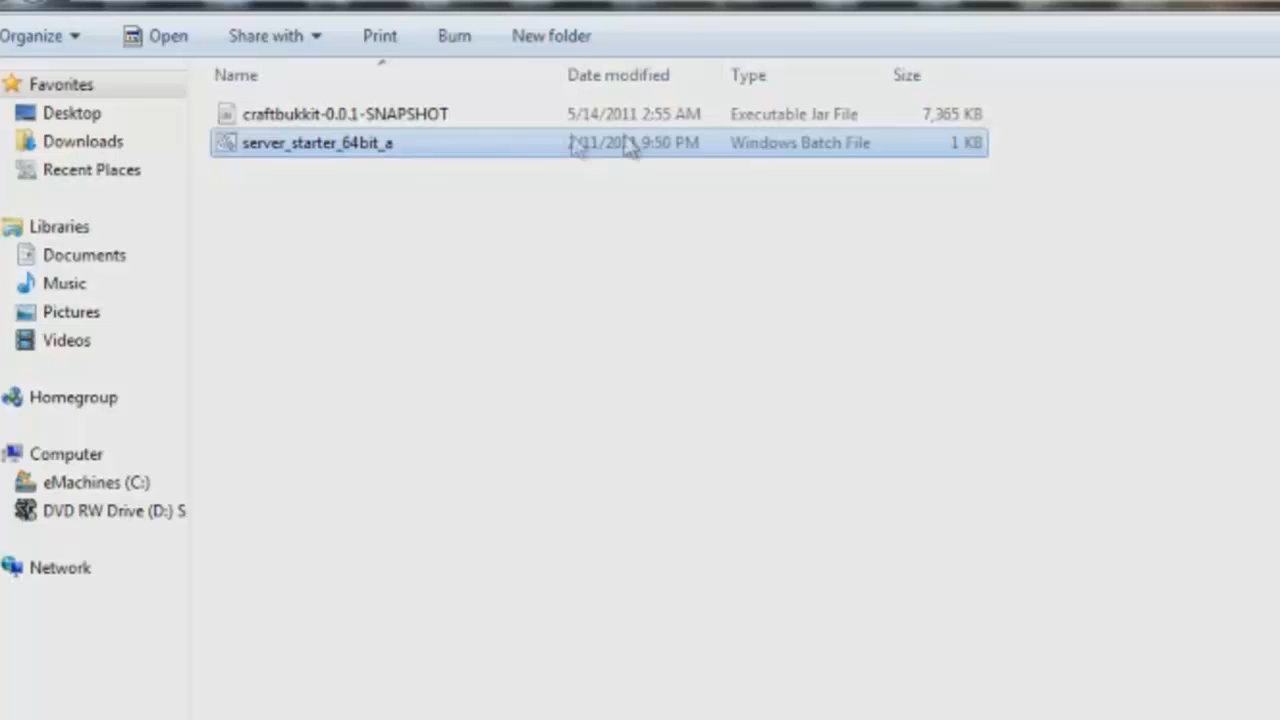 Organize Open Share with Print Burn New folder
Name Date modified Type Size
Favorites
craftbukkit-0.0.1-SNAPSHOT 5/14/2011 2:55 AM Executable Jar File 7,365 KB
Desktop
server_starter_64bit_a 9:50 PM Windows Batch File 1 KB
Downloads
Recent Places
Libraries
Documents
Music
Pictures
Videos
Homegroup
Computer
eMachines (C:)
DVD RW Drive (D:) S
Network